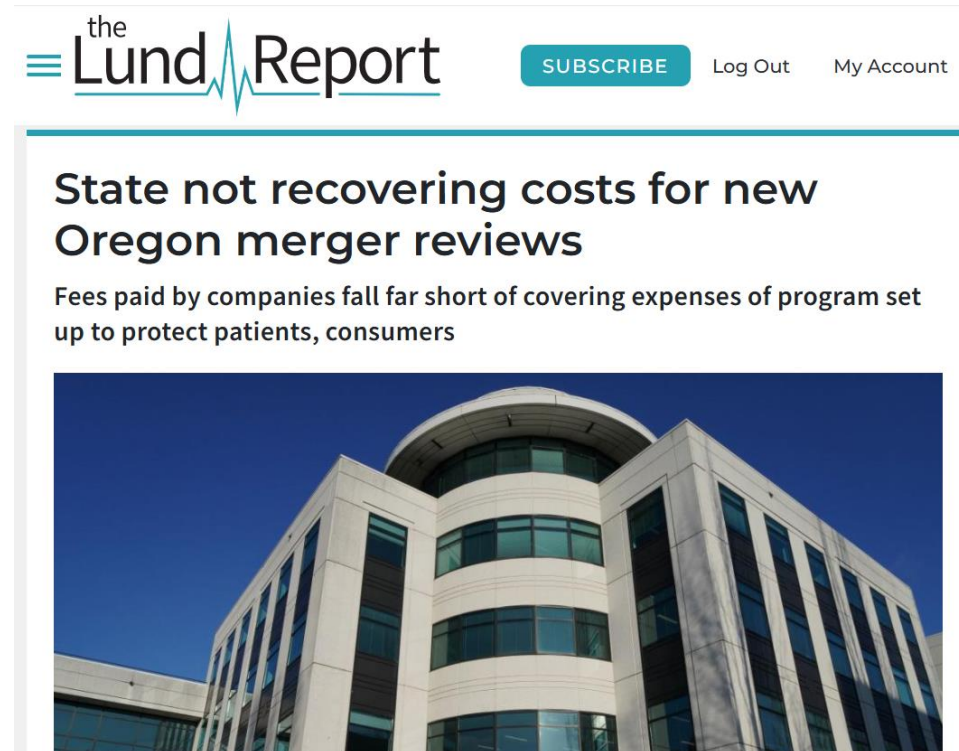 the
Lund Report
SUBSCRIBE
Log Out
My Account
State not recovering costs for new
Oregon merger reviews
Fees paid by companies fall far short of covering expenses of program set
up to protect patients, consumers